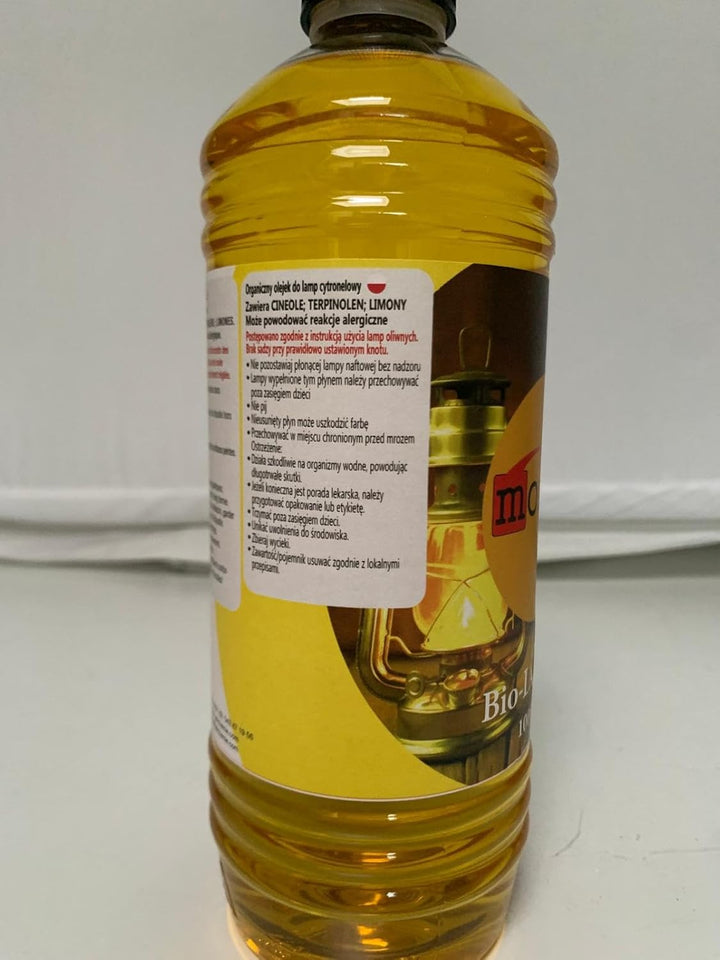 Organiczny olejek do lamp cytronelowy
Zawiera CINEOLE; TERPINOLEN; LIMONY
Może powodować reakcje alergiczne
Postępowano zgodnie z instrukcją użycia lamp oliwnych.
Brak sadzy przy prawidłowo ustawionym knotu.
• Nie pozostawiaj płonącej lampy naftowej bez nadzoru
• Lampy wypełnione tym płynem należy przechowywać
poza zasięgiem dzieci
• Nie pij
• Nieusunięty płyn może uszkodzić farbę
• Przechowywać w miejscu chronionym przed mrozem
Ostrzeżenie:
• Działa szkodliwie na organizmy wodne, powodując
długotrwałe skutki.
• Jeżeli konieczna jest porada lekarska, należy
przygotować opakowanie lub etykietę.
• Trzymać poza zasięgiem dzieci.
• Unikać uwolnienia do środowiska.
• Zbieraj wycieki.
• Zawartość/pojemnik usuwać zgodnie z lokalnymi
przepisami.
Bio-